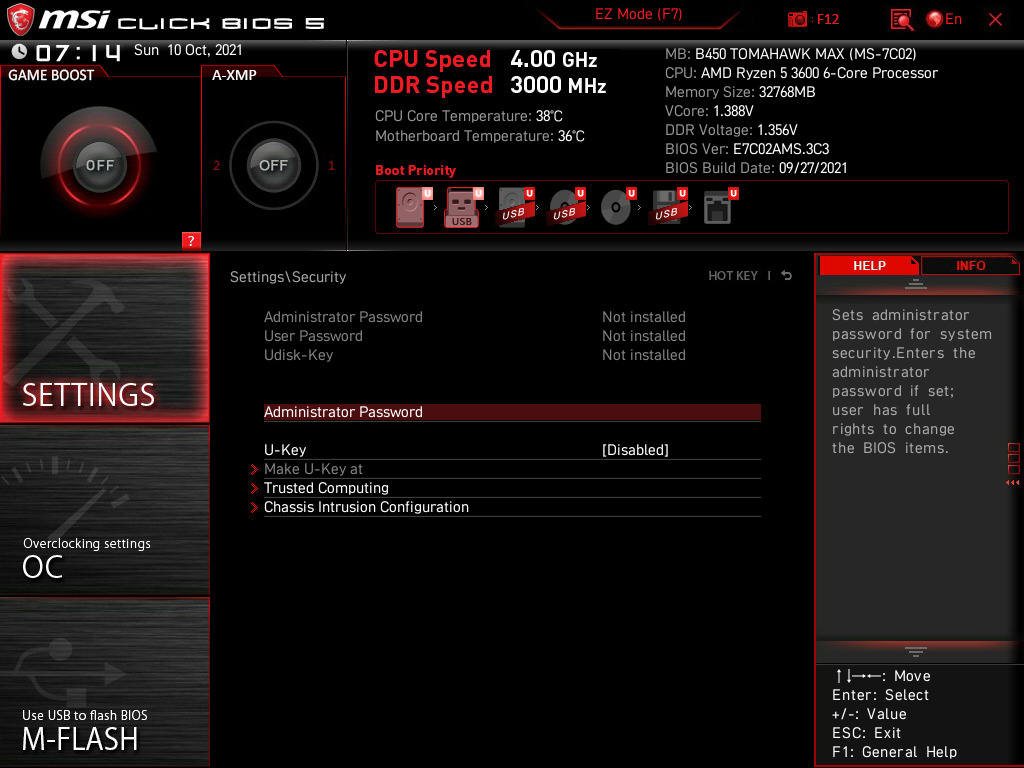 msi CLICK BIOS 5
EZ Mode (F7)
: F12
En
07:14 Sun 10 Oct, 2021
GAME BOOST
OFF
?
A-XMP
2
OFF
1
CPU Speed 4.00 GHz
DDR Speed 3000 MHz
CPU Core Temperature: 38°C
Motherboard Temperature: 36°C
MB: B450 TOMAHAWK MAX (MS-7C02)
CPU: AMD Ryzen 5 3600 6-Core Processor
Memory Size: 32768MB
VCore: 1.388V
DDR Voltage: 1.356V
BIOS Ver: E7C02AMS.3C3
BIOS Build Date: 09/27/2021
Boot Priority
U U U U U U U
USB USB USB USB
SETTINGS
Overclocking settings
OC
Use USB to flash BIOS
M-FLASH
Settings\Security
HOT KEY |
Administrator Password Not installed
User Password Not installed
Udisk-Key Not installed
Administrator Password
U-Key [Disabled]
Make U-Key at
Trusted Computing
Chassis Intrusion Configuration
HELP
INFO
Sets administrator
password for system
security.Enters the
administrator
password if set;
user has full
rights to change
the BIOS items.
↑↓→←: Move
Enter: Select
+/-: Value
ESC: Exit
F1: General Help